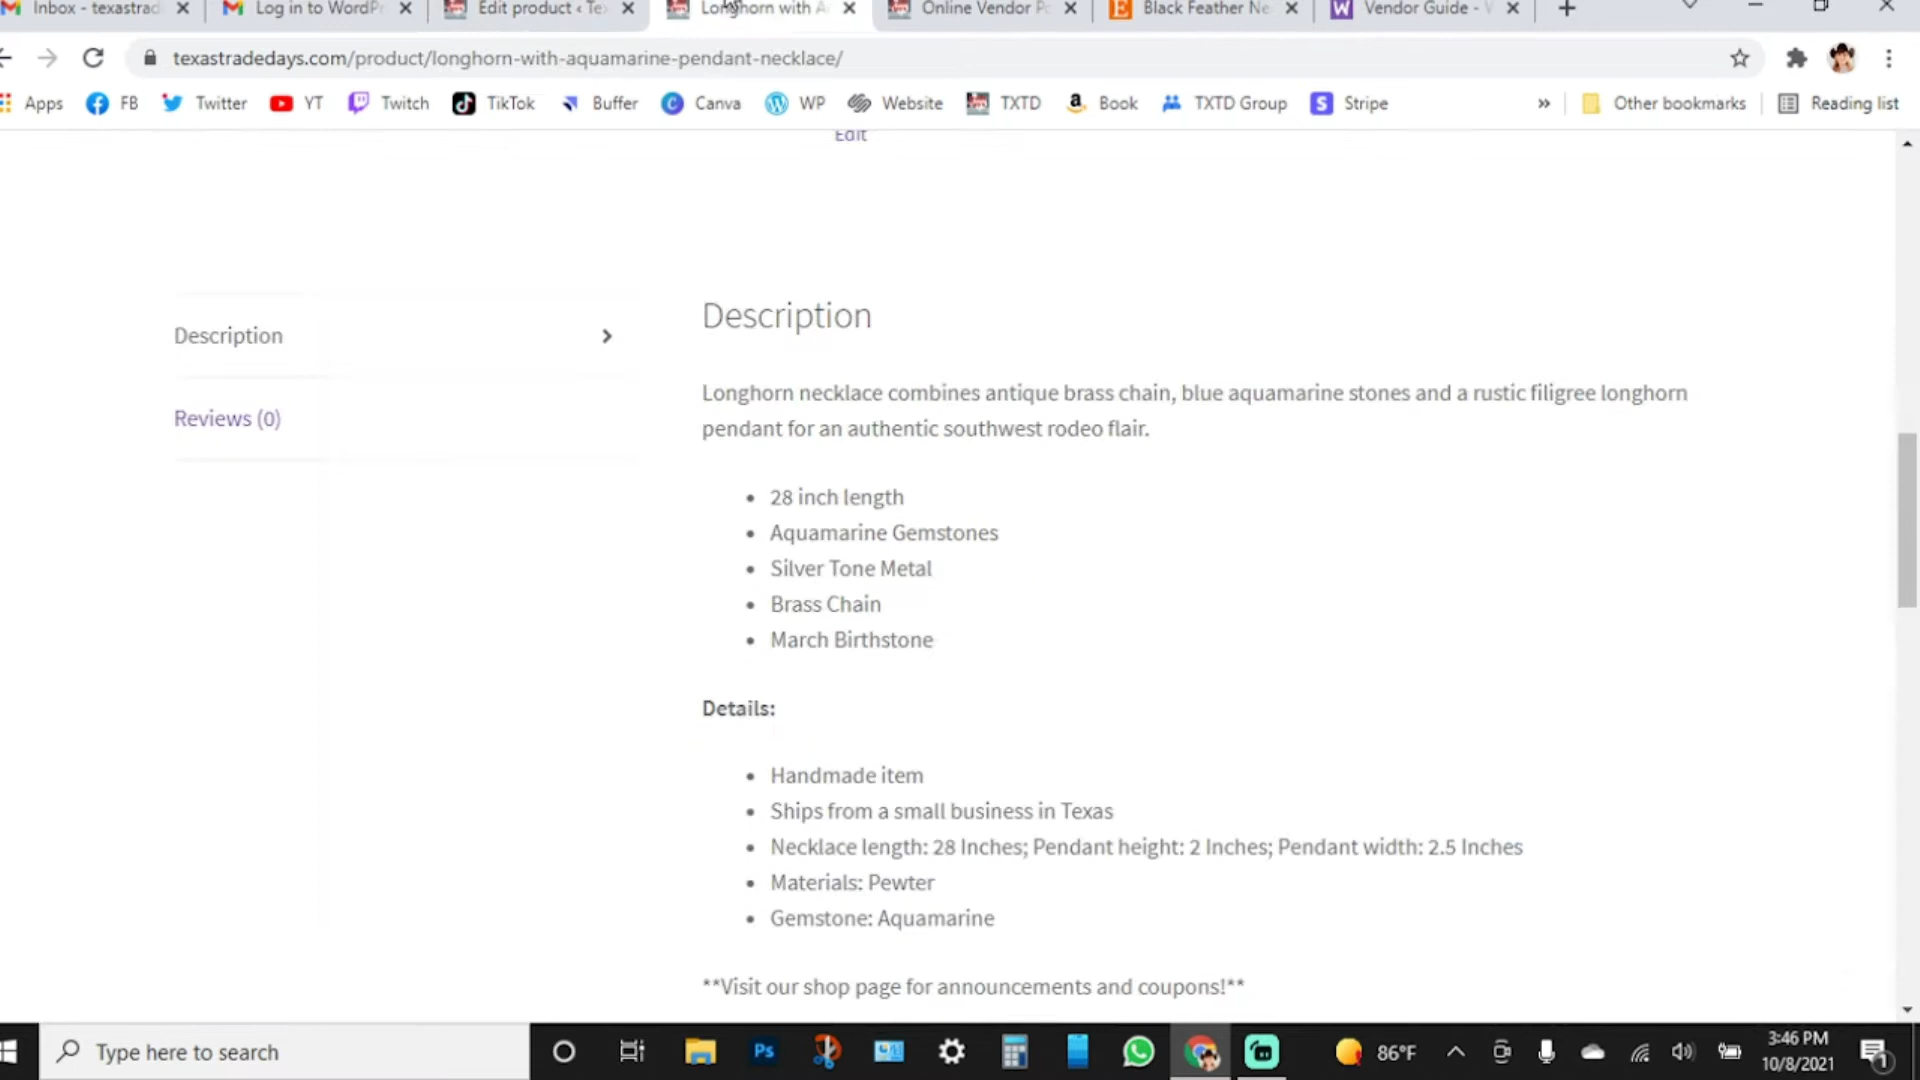 Inbox - texastrad
Log in to WordPr
Edit product ‹ Te
Longhorn with A
Online Vendor Po
Black Feather Ne
Vendor Guide - W
texastradedays.com/product/longhorn-with-aquamarine-pendant-necklace/
Apps FB Twitter YT Twitch TikTok Buffer Canva WP Website TXTD Book TXTD Group Stripe » Other bookmarks Reading list
Edit
Description
Reviews (0)
Description
Longhorn necklace combines antique brass chain, blue aquamarine stones and a rustic filigree longhorn
pendant for an authentic southwest rodeo flair.
• 28 inch length
• Aquamarine Gemstones
• Silver Tone Metal
• Brass Chain
• March Birthstone
Details:
• Handmade item
• Ships from a small business in Texas
• Necklace length: 28 Inches; Pendant height: 2 Inches; Pendant width: 2.5 Inches
• Materials: Pewter
• Gemstone: Aquamarine
**Visit our shop page for announcements and coupons!**
Type here to search
Ps
86°F
3:46 PM
10/8/2021
1